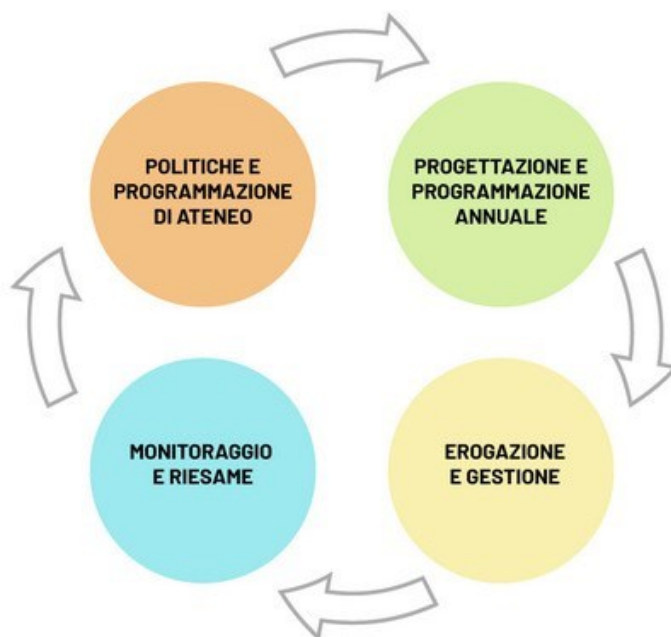 POLITICHE E
PROGRAMMAZIONE
DI ATENEO
PROGETTAZIONE E
PROGRAMMAZIONE
ANNUALE
MONITORAGGIO
E RIESAME
EROGAZIONE
E GESTIONE